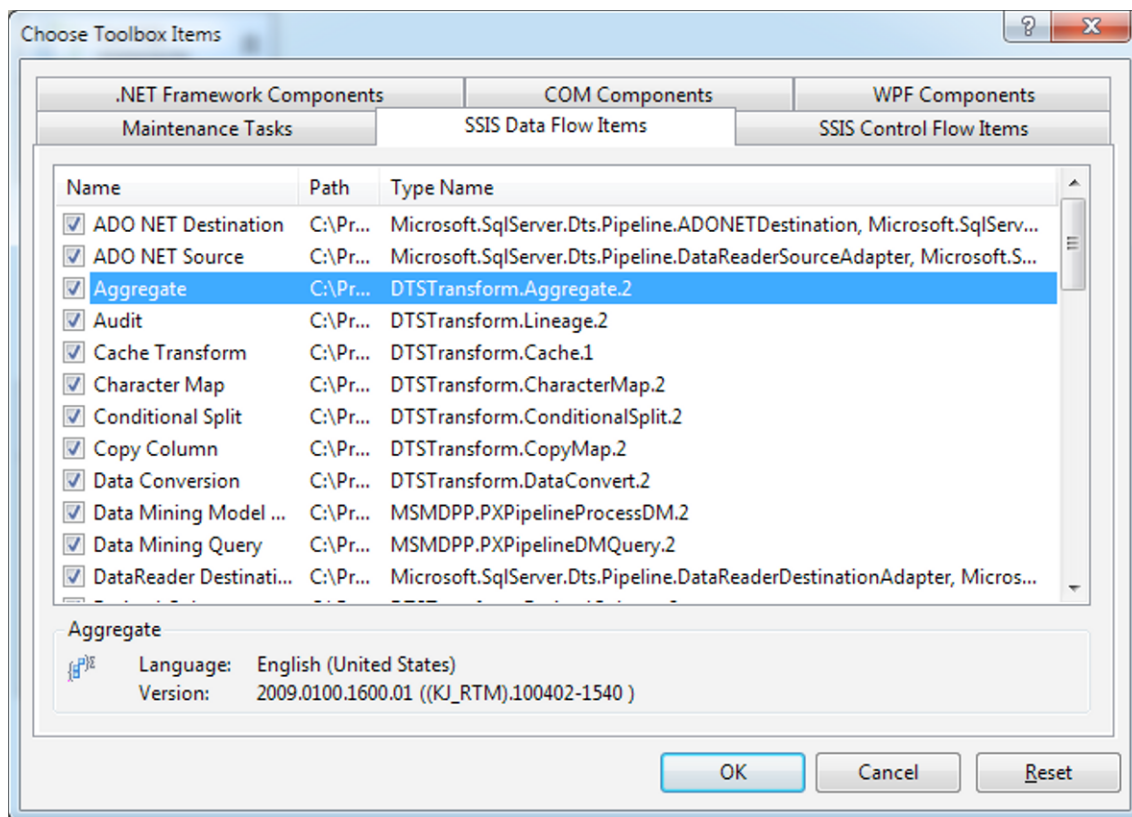 Choose Toolbox Items
.NET Framework Components COM Components WPF Components
Maintenance Tasks SSIS Data Flow Items SSIS Control Flow Items
Name Path Type Name
ADO NET Destination C:\Pr... Microsoft.SqlServer.Dts.Pipeline.ADONETDestination, Microsoft.SqlServ...
ADO NET Source C:\Pr... Microsoft.SqlServer.Dts.Pipeline.DataReaderSourceAdapter, Microsoft.S...
Aggregate C:\Pr... DTSTransform.Aggregate.2
Audit C:\Pr... DTSTransform.Lineage.2
Cache Transform C:\Pr... DTSTransform.Cache.1
Character Map C:\Pr... DTSTransform.CharacterMap.2
Conditional Split C:\Pr... DTSTransform.ConditionalSplit.2
Copy Column C:\Pr... DTSTransform.CopyMap.2
Data Conversion C:\Pr... DTSTransform.DataConvert.2
Data Mining Model ... C:\Pr... MSMDPP.PXPipelineProcessDM.2
Data Mining Query C:\Pr... MSMDPP.PXPipelineDMQuery.2
DataReader Destinati... C:\Pr... Microsoft.SqlServer.Dts.Pipeline.DataReaderDestinationAdapter, Micros...
Aggregate
Language: English (United States)
Version: 2009.0100.1600.01 ((KJ_RTM).100402-1540 )
OK Cancel Reset